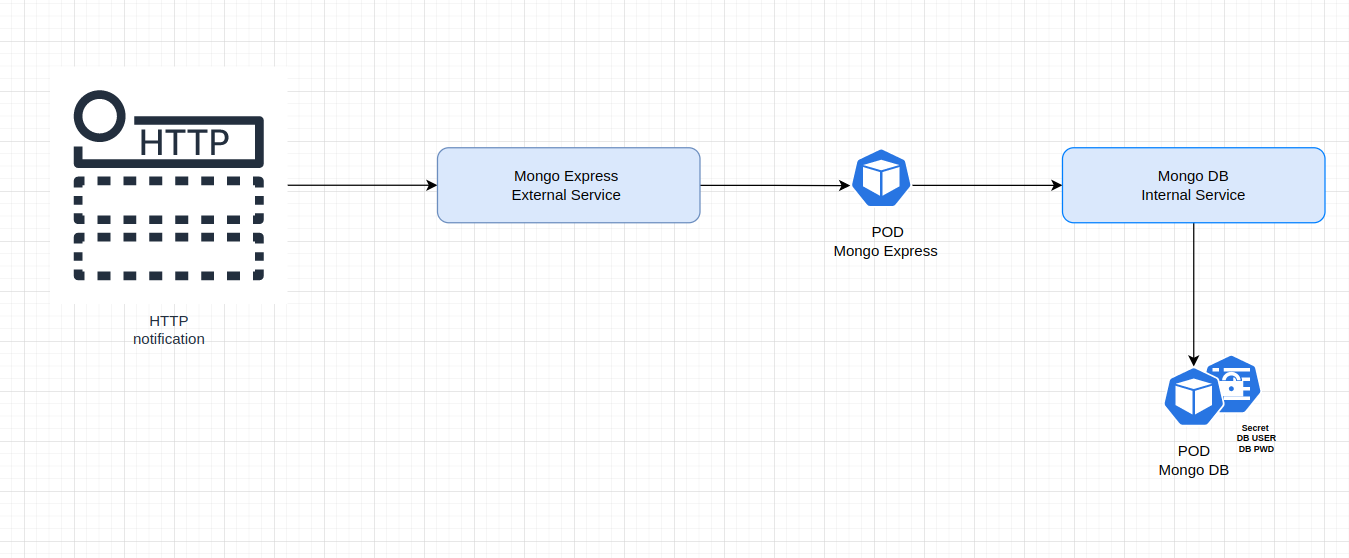 HTTP
HTTP
notification
Mongo Express
External Service
POD
Mongo Express
Mongo DB
Internal Service
Secret
DB USER
DB PWD
POD
Mongo DB